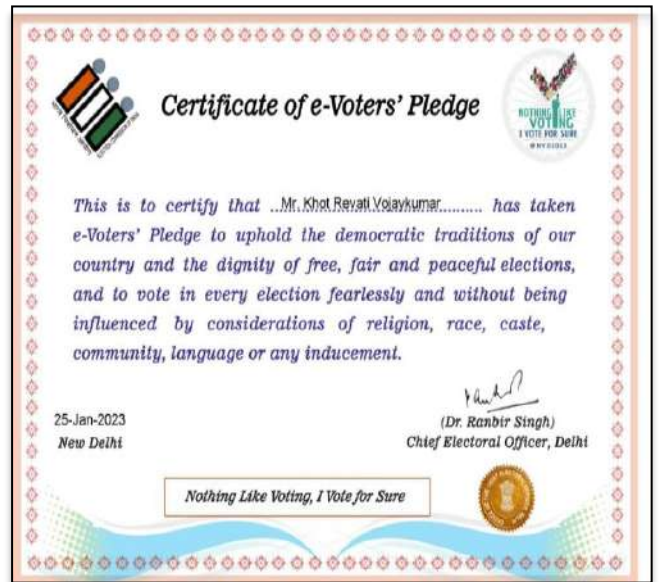 Certificate of e-Voters' Pledge
NOTHING LIKE
VOTING
I VOTE FOR SURE
This is to certify that ..Mr. Khot Revati Vojaykumar.......... has taken
e-Voters' Pledge to uphold the democratic traditions of our
country and the dignity of free, fair and peaceful elections,
and to vote in every election fearlessly and without being
influenced by considerations of religion, race, caste,
community, language or any inducement.
25-Jan-2023
New Delhi
(Dr. Ranbir Singh)
Chief Electoral Officer, Delhi
Nothing Like Voting, I Vote for Sure